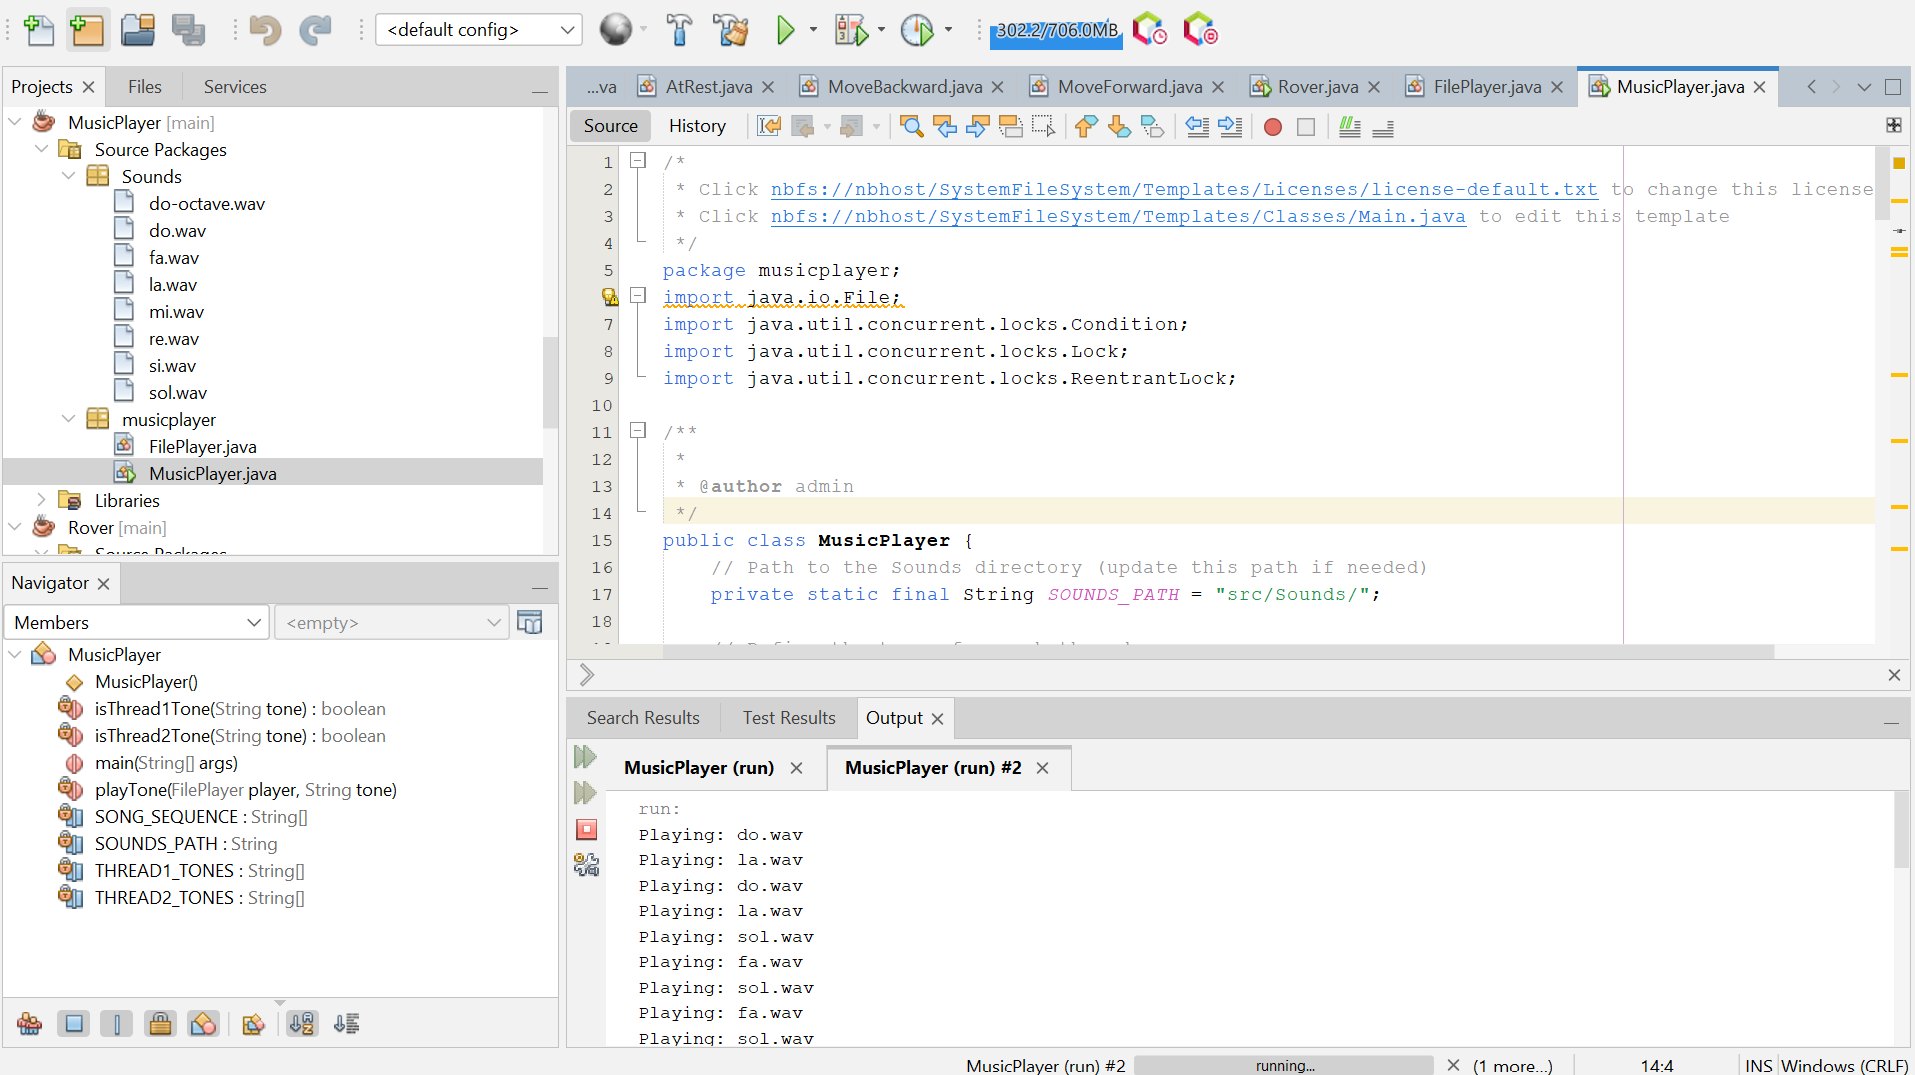 <default config>
302.2/706.0MB
Projects
Files
Services
MusicPlayer [main]
Source Packages
Sounds
do-octave.wav
do.wav
fa.wav
la.wav
mi.wav
re.wav
si.wav
sol.wav
musicplayer
FilePlayer.java
MusicPlayer.java
Libraries
Rover [main]
Source Packages
Navigator
Members
<empty>
MusicPlayer
MusicPlayer()
isThread1Tone(String tone) : boolean
isThread2Tone(String tone) : boolean
main(String[] args)
playTone(FilePlayer player, String tone)
SONG_SEQUENCE : String[]
SOUNDS_PATH : String
THREAD1_TONES : String[]
THREAD2_TONES : String[]
...va
AtRest.java
MoveBackward.java
MoveForward.java
Rover.java
FilePlayer.java
MusicPlayer.java
Source
History
1 /*
2 * Click nbfs://nbhost/SystemFileSystem/Templates/Licenses/license-default.txt to change this license
3 * Click nbfs://nbhost/SystemFileSystem/Templates/Classes/Main.java to edit this template
4 */
5 package musicplayer;
import java.io.File;
7 import java.util.concurrent.locks.Condition;
8 import java.util.concurrent.locks.Lock;
9 import java.util.concurrent.locks.ReentrantLock;
10
11 /**
12 *
13 * @author admin
14 */
15 public class MusicPlayer {
16 // Path to the Sounds directory (update this path if needed)
17 private static final String SOUNDS_PATH = "src/Sounds/";
18
Search Results
Test Results
Output
MusicPlayer (run)
MusicPlayer (run) #2
run:
Playing: do.wav
Playing: la.wav
Playing: do.wav
Playing: la.wav
Playing: sol.wav
Playing: fa.wav
Playing: sol.wav
Playing: fa.wav
Playing: sol.wav
MusicPlayer (run) #2
running...
(1 more...)
14:4
INS
Windows (CRLF)